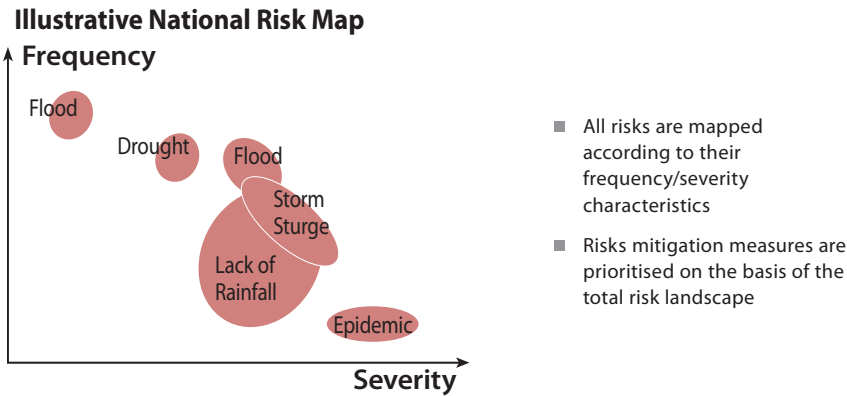 Illustrative National Risk Map
Frequency
Flood
Drought
Flood
Storm
Sturge
Lack of
Rainfall
Epidemic
Severity
All risks are mapped
according to their
frequency/severity
characteristics
Risks mitigation measures are
prioritised on the basis of the
total risk landscape